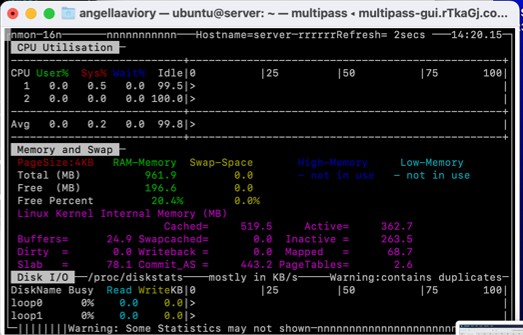 angellaaviory — ubuntu@server: ~ — multipass ◂ multipass-gui.rTkaGj.co...
nmon-16n Hostname=server Refresh= 2secs 14:20.15
CPU Utilisation
CPU User% Sys% Wait% Idle|0 |25 |50 |75 100|
1 0.0 0.5 0.0 99.5|>
2 0.0 0.0 0.0 100.0|>
Avg 0.0 0.2 0.0 99.8|>
Memory and Swap
PageSize:4KB RAM-Memory Swap-Space High-Memory Low-Memory
Total (MB) 961.9 0.0 - not in use - not in use
Free (MB) 196.6 0.0
Free Percent 20.4% 0.0%
Linux Kernel Internal Memory (MB)
Cached= 519.5 Active= 362.7
Buffers= 24.9 Swapcached= 0.0 Inactive = 263.5
Dirty = 0.0 Writeback = 0.0 Mapped = 68.7
Slab = 78.1 Commit_AS = 443.2 PageTables= 2.6
Disk I/O /proc/diskstats mostly in KB/s Warning:contains duplicates
DiskName Busy Read WriteKB|0 |25 |50 |75 100|
loop0 0% 0.0 0.0|>
loop1 0% 0.0 0.0|>
Warning: Some Statistics may not shown